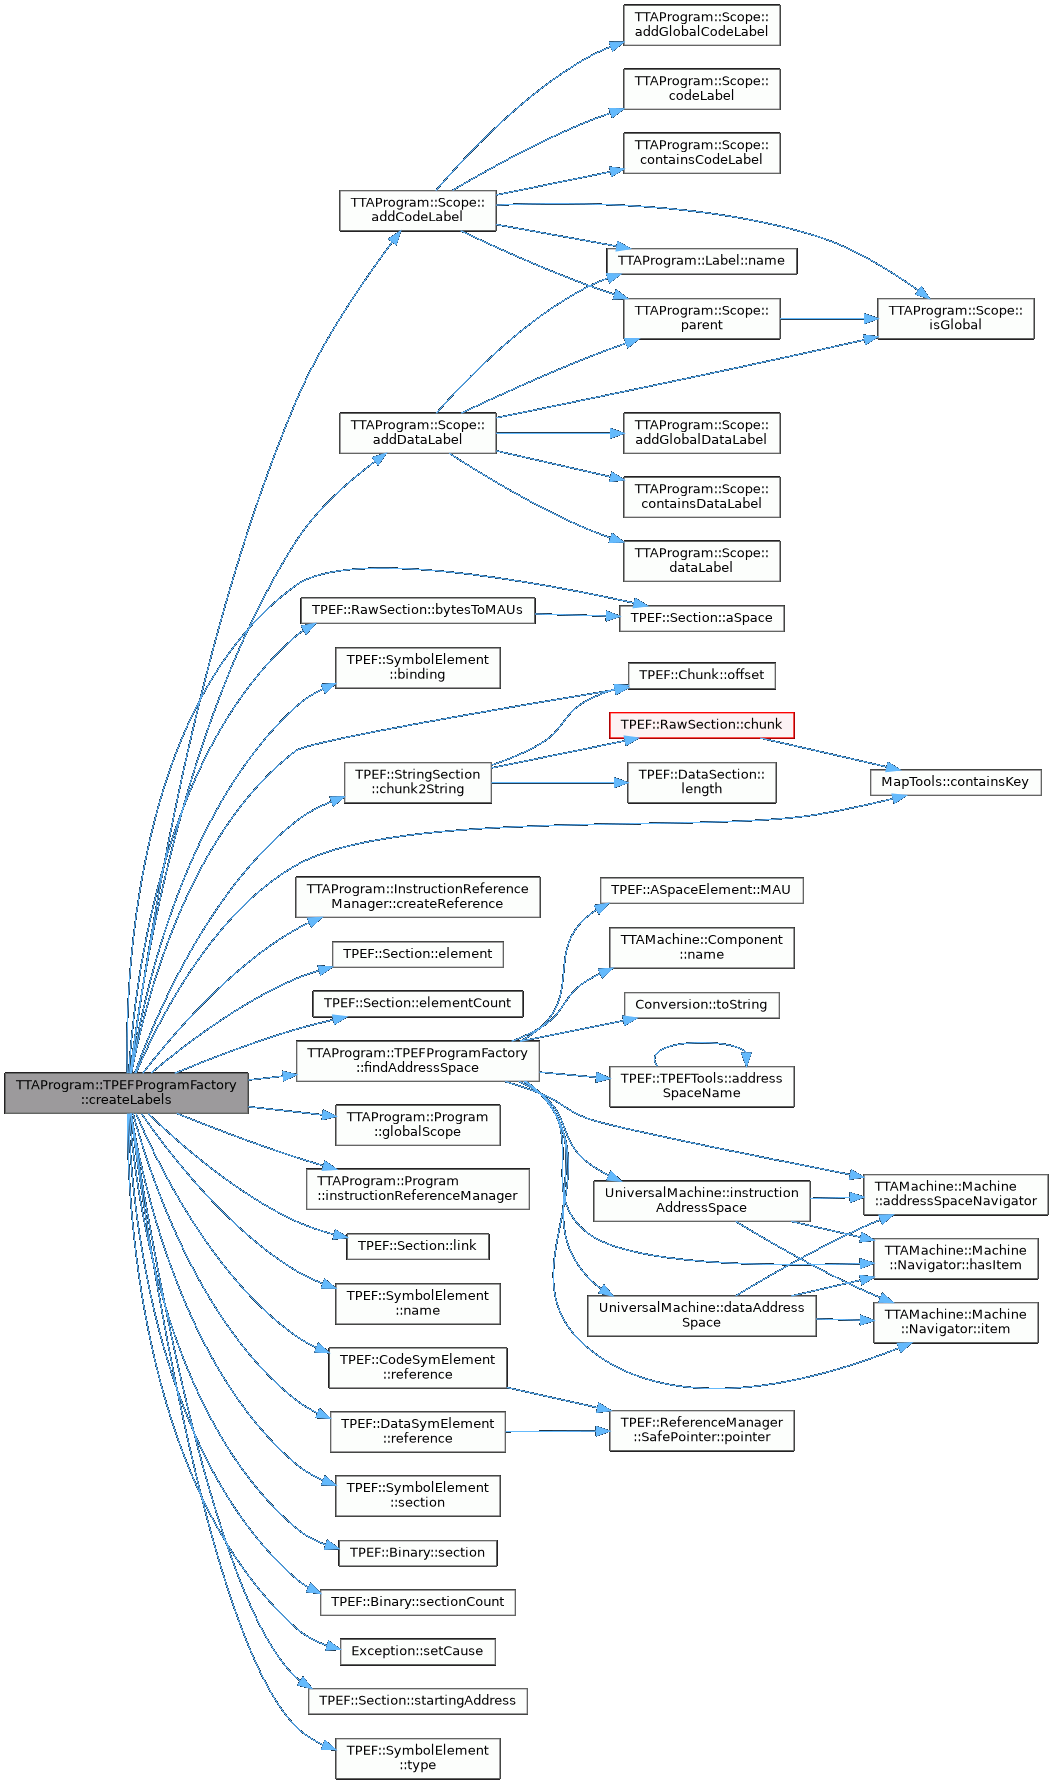 TTAProgram::Scope::
addGlobalCodeLabel
TTAProgram::Scope::
codeLabel
TTAProgram::Scope::
containsCodeLabel
TTAProgram::Scope::
addCodeLabel
TTAProgram::Label::name
TTAProgram::Scope::
parent
TTAProgram::Scope::
isGlobal
TTAProgram::Scope::
addDataLabel
TTAProgram::Scope::
addGlobalDataLabel
TTAProgram::Scope::
containsDataLabel
TTAProgram::Scope::
dataLabel
TPEF::RawSection::bytesToMAUs
TPEF::Section::aSpace
TPEF::SymbolElement
::binding
TPEF::Chunk::offset
TPEF::RawSection::chunk
TPEF::StringSection
::chunk2String
TPEF::DataSection::
length
MapTools::containsKey
TTAProgram::InstructionReference
Manager::createReference
TPEF::ASpaceElement::MAU
TTAMachine::Component
::name
TPEF::Section::element
TPEF::Section::elementCount
Conversion::toString
TTAProgram::TPEFProgramFactory
::findAddressSpace
TPEF::TPEFTools::address
SpaceName
TTAProgram::TPEFProgramFactory
::createLabels
TTAProgram::Program
::globalScope
TTAProgram::Program
::instructionReferenceManager
UniversalMachine::instruction
AddressSpace
TTAMachine::Machine
::addressSpaceNavigator
TPEF::Section::link
TTAMachine::Machine
::Navigator::hasItem
TPEF::SymbolElement
::name
UniversalMachine::dataAddress
Space
TTAMachine::Machine
::Navigator::item
TPEF::CodeSymElement
::reference
TPEF::DataSymElement
::reference
TPEF::ReferenceManager
::SafePointer::pointer
TPEF::SymbolElement
::section
TPEF::Binary::section
TPEF::Binary::sectionCount
Exception::setCause
TPEF::Section::startingAddress
TPEF::SymbolElement
::type